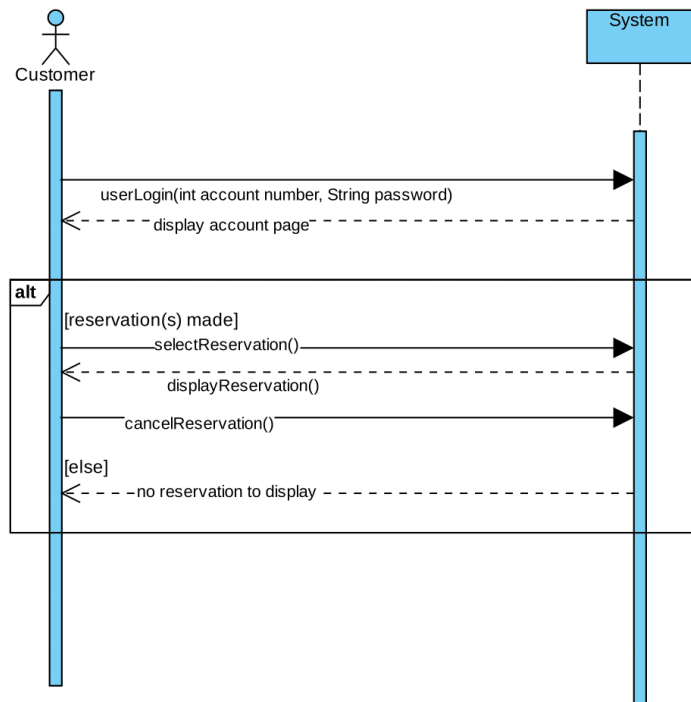 System
Customer
userLogin(int account number, String password)
display account page
alt
[reservation(s) made]
selectReservation()
displayReservation()
cancelReservation()
[else]
no reservation to display